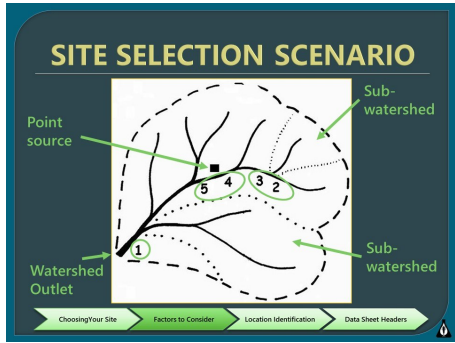 SITE SELECTION SCENARIO
Sub-
watershed
Point
source
5 4 3 2
1
Sub-
watershed
Watershed
Outlet
ChoosingYour Site
Factors to Consider
Location Identification
Data Sheet Headers